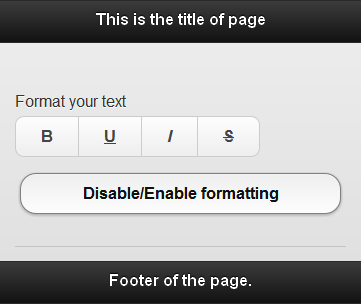 This is the title of page
Format your text
B U I S
Disable/Enable formatting
Footer of the page.